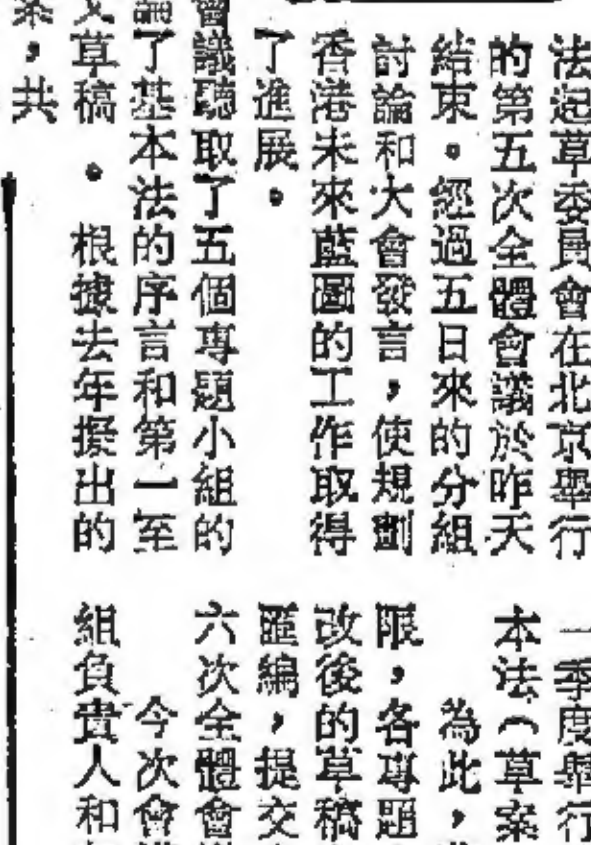 法起草委員會在北京舉行
的第五次全體會議於昨天
結束。經過五日來的分組
討論和大會發言，使規劃
香港未來藍圖的工作取得
了進展。
會議聽取了五個專題小組的
論了基本法的序言和第一至
文草稿。根據去年擬出的
案，共
一季度舉行
本法（草案
為此，
限，各專題
改後的草稿
匯編，提交
六次全體會
今次會議
組負責人和